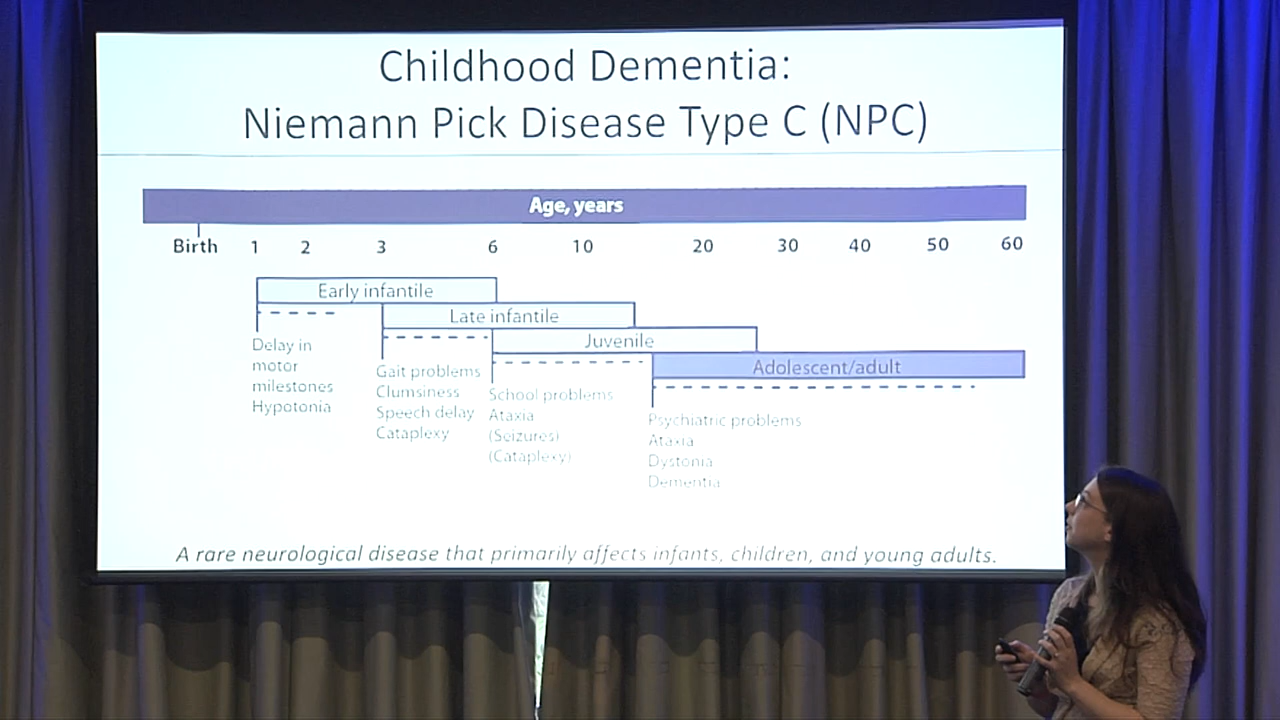 Childhood Dementia:
Niemann Pick Disease Type C (NPC)
Age, years
Birth 1 2 3 6 10 20 30 40 50 60
Early infantile
Late infantile
Juvenile
Adolescent/adult
Delay in
motor
milestones
Hypotonia
Gait problems
Clumsiness
Speech delay
Cataplexy
School problems
Ataxia
(Seizures)
(Cataplexy)
Psychiatric problems
Ataxia
Dystonia
Dementia
A rare neurological disease that primarily affects infants, children, and young adults.